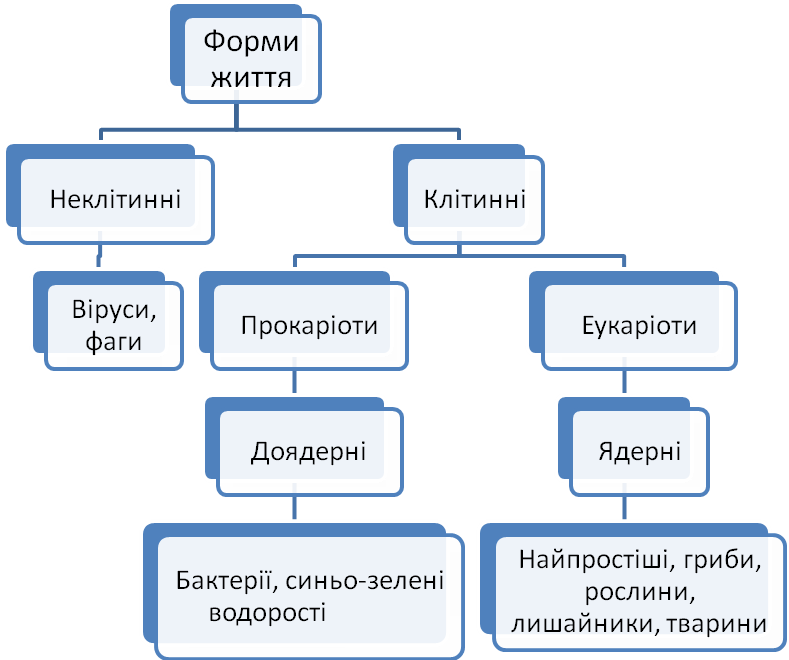 Форми
життя
Неклітинні
Клітинні
Віруси,
фаги
Прокаріоти
Еукаріоти
Доядерні
Ядерні
Бактерії, синьо-зелені
водорості
Найпростіші, гриби,
рослини,
лишайники, тварини